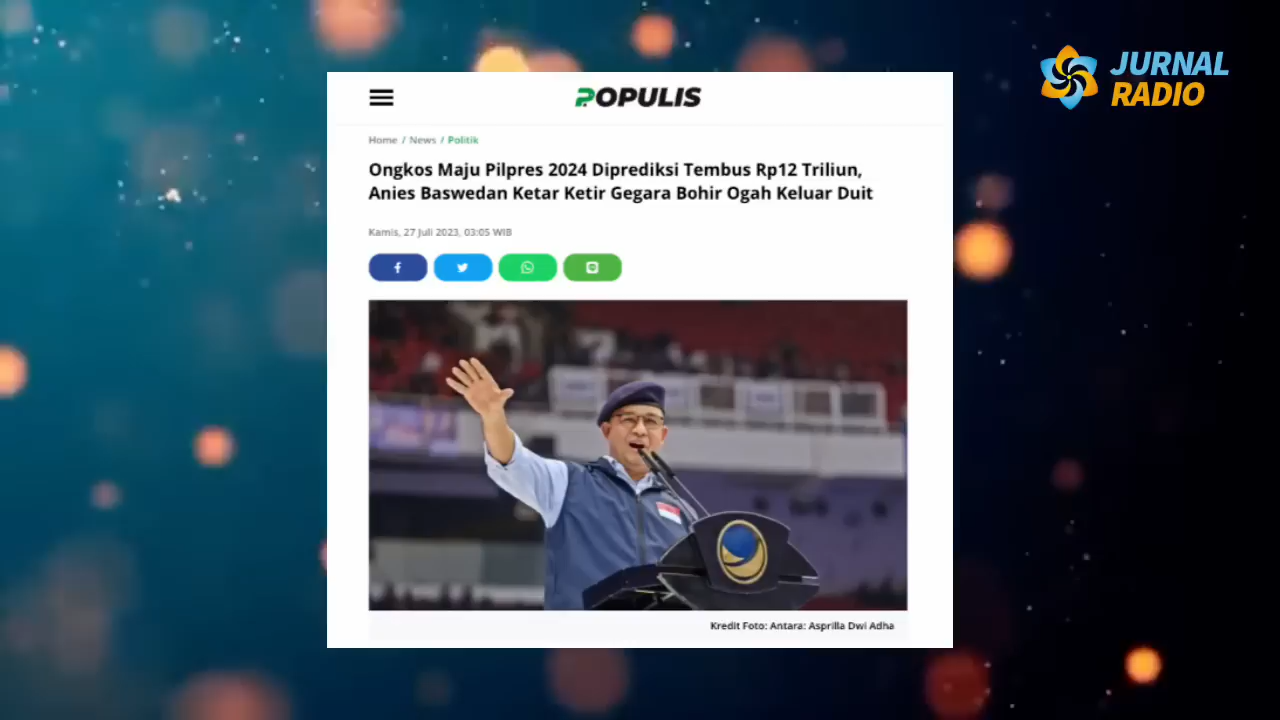 JURNAL
RADIO
POPULIS
Home / News / Politik
Ongkos Maju Pilpres 2024 Diprediksi Tembus Rp12 Triliun,
Anies Baswedan Ketar Ketir Gegara Bohir Ogah Keluar Duit
Kamis, 27 Juli 2023, 03:05 WIB
Kredit Foto: Antara: Asprilla Dwi Adha